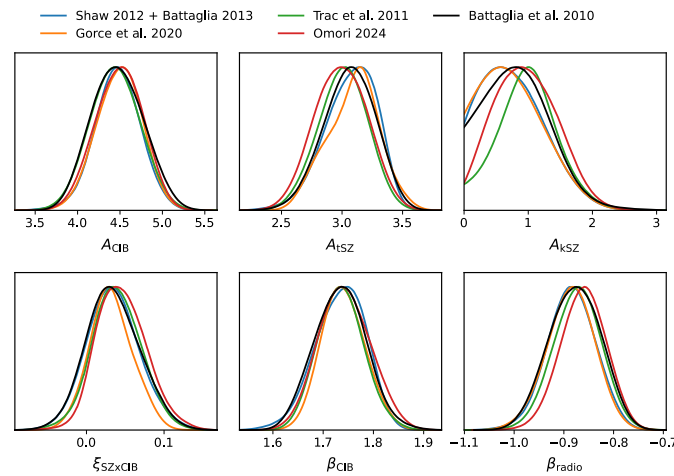 Shaw 2012 + Battaglia 2013 Trac et al. 2011 Battaglia et al. 2010
Gorce et al. 2020 Omori 2024
3.5 4.0 4.5 5.0 5.5 2.5 3.0 3.5 0 1 2 3
A_CIB A_tSZ A_kSZ
0.0 0.1 1.6 1.7 1.8 1.9 −1.1 −1.0 −0.9 −0.8 −0.7
ξ_SZxCIB β_CIB β_radio